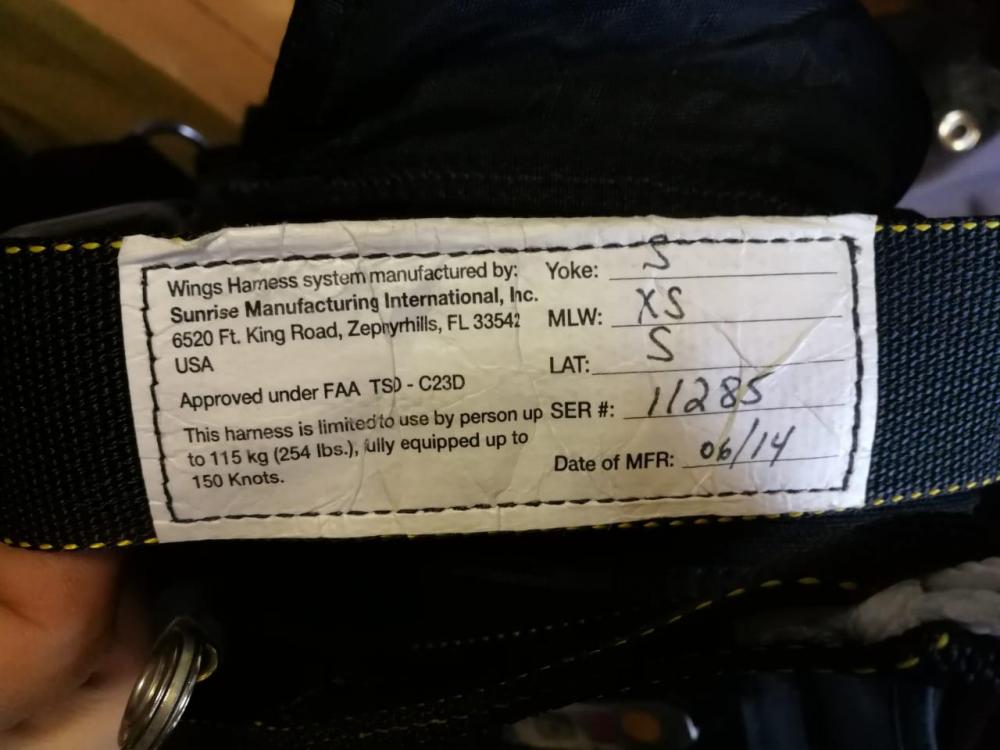 Wings Harness system manufactured by:
Sunrise Manufacturing International, Inc.
6520 Ft. King Road, Zephyrhills, FL 33542
USA
Approved under FAA TSO - C23D
This harness is limited to use by person up
to 115 kg (254 lbs.), fully equipped up to
150 Knots.
Yoke: S
MLW: XS
LAT: S
SER #: 11285
Date of MFR: 06/14